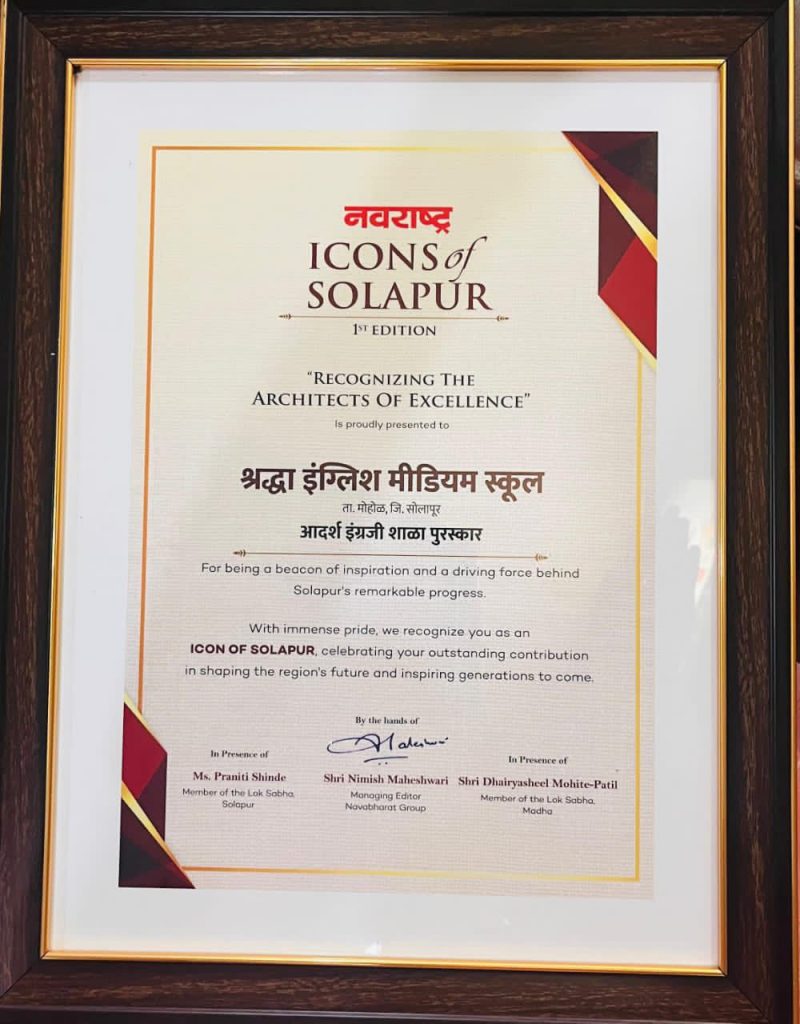 नवराष्ट्र
ICONS of
SOLAPUR
1ST EDITION
"RECOGNIZING THE
ARCHITECTS OF EXCELLENCE"
Is proudly presented to
श्रद्धा इंग्लिश मीडियम स्कूल
ता. मोहोळ, जि. सोलापूर
आदर्श इंग्रजी शाळा पुरस्कार
For being a beacon of inspiration and a driving force behind
Solapur's remarkable progress.
With immense pride, we recognize you as an
ICON OF SOLAPUR, celebrating your outstanding contribution
in shaping the region's future and inspiring generations to come.
In Presence of
Ms. Praniti Shinde
Member of the Lok Sabha,
Solapur
By the hands of
Shri Nimish Maheshwari
Managing Editor
Navabharat Group
In Presence of
Shri Dhairyasheel Mohite-Patil
Member of the Lok Sabha,
Madha